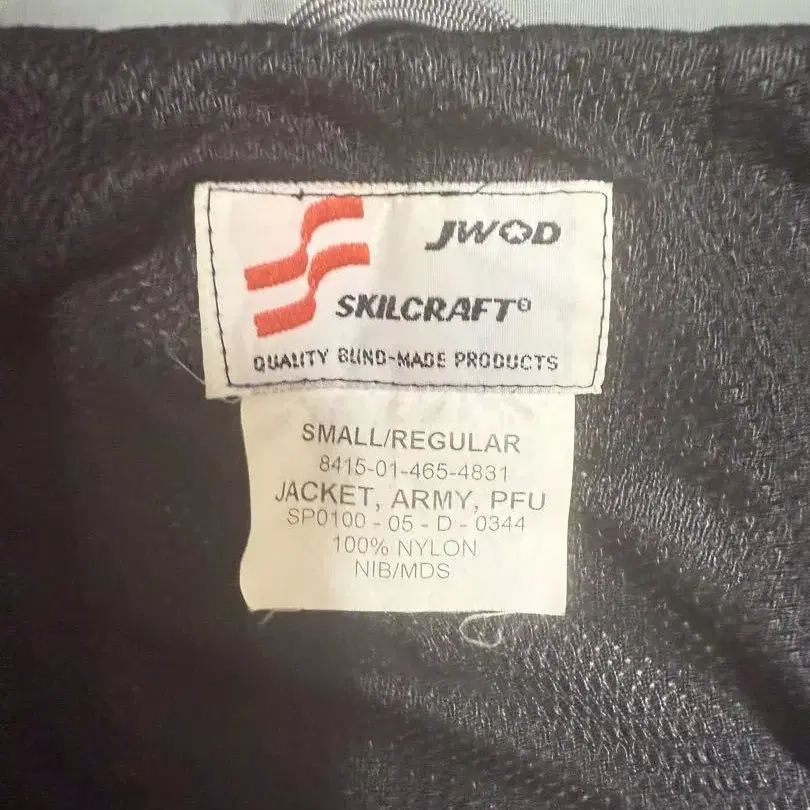 JWOD
SKILCRAFT®
QUALITY BLIND-MADE PRODUCTS
SMALL/REGULAR
8415-01-465-4831
JACKET, ARMY, PFU
SP0100 - 05 - D - 0344
100% NYLON
NIB/MDS